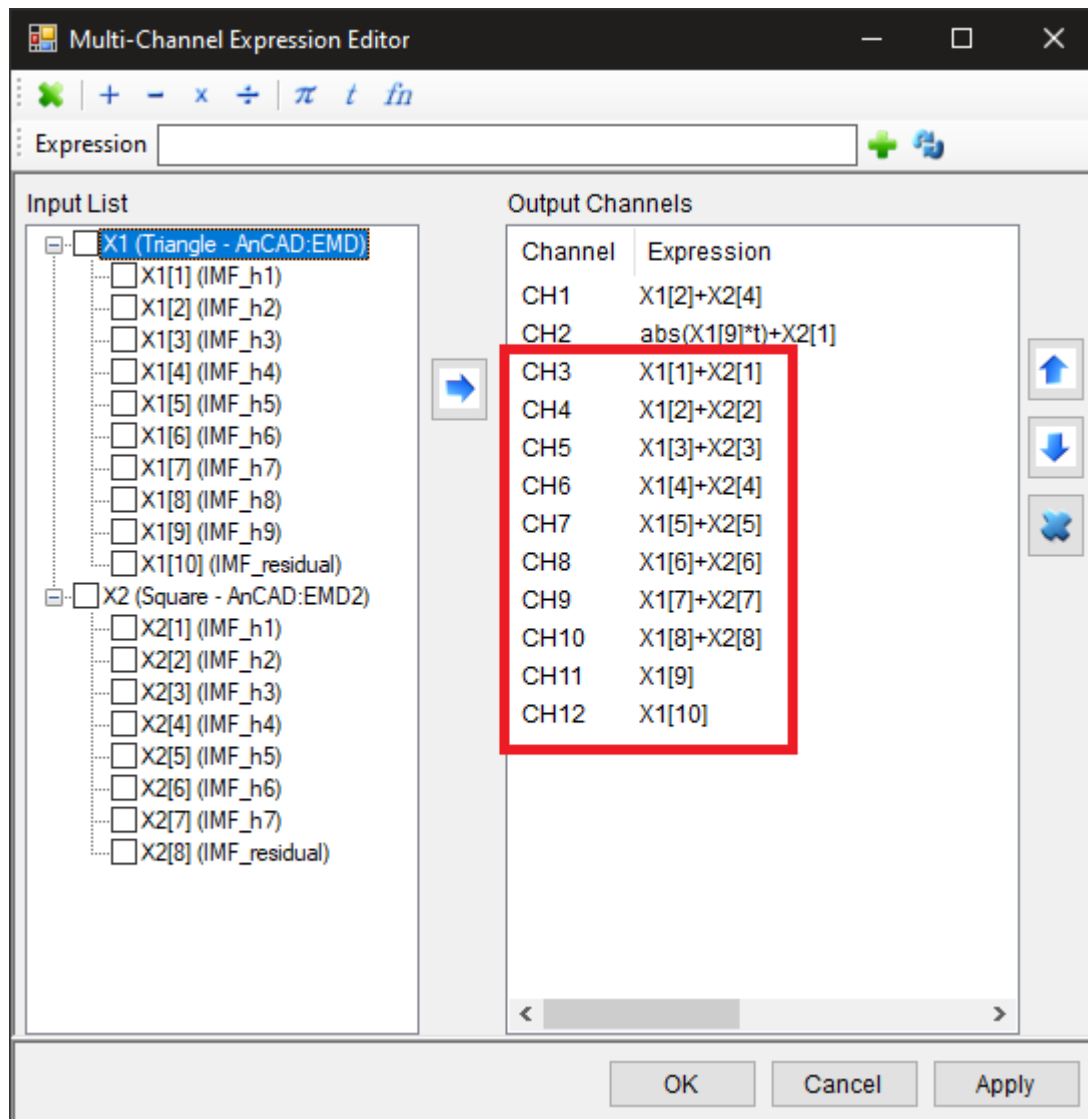 Multi-Channel Expression Editor
+ - x ÷ π t fn
Expression
Input List
X1 (Triangle - AnCAD:EMD)
X1[1] (IMF_h1)
X1[2] (IMF_h2)
X1[3] (IMF_h3)
X1[4] (IMF_h4)
X1[5] (IMF_h5)
X1[6] (IMF_h6)
X1[7] (IMF_h7)
X1[8] (IMF_h8)
X1[9] (IMF_h9)
X1[10] (IMF_residual)
X2 (Square - AnCAD:EMD2)
X2[1] (IMF_h1)
X2[2] (IMF_h2)
X2[3] (IMF_h3)
X2[4] (IMF_h4)
X2[5] (IMF_h5)
X2[6] (IMF_h6)
X2[7] (IMF_h7)
X2[8] (IMF_residual)
Output Channels
Channel Expression
CH1 X1[2]+X2[4]
CH2 abs(X1[9]*t)+X2[1]
CH3 X1[1]+X2[1]
CH4 X1[2]+X2[2]
CH5 X1[3]+X2[3]
CH6 X1[4]+X2[4]
CH7 X1[5]+X2[5]
CH8 X1[6]+X2[6]
CH9 X1[7]+X2[7]
CH10 X1[8]+X2[8]
CH11 X1[9]
CH12 X1[10]
OK Cancel Apply